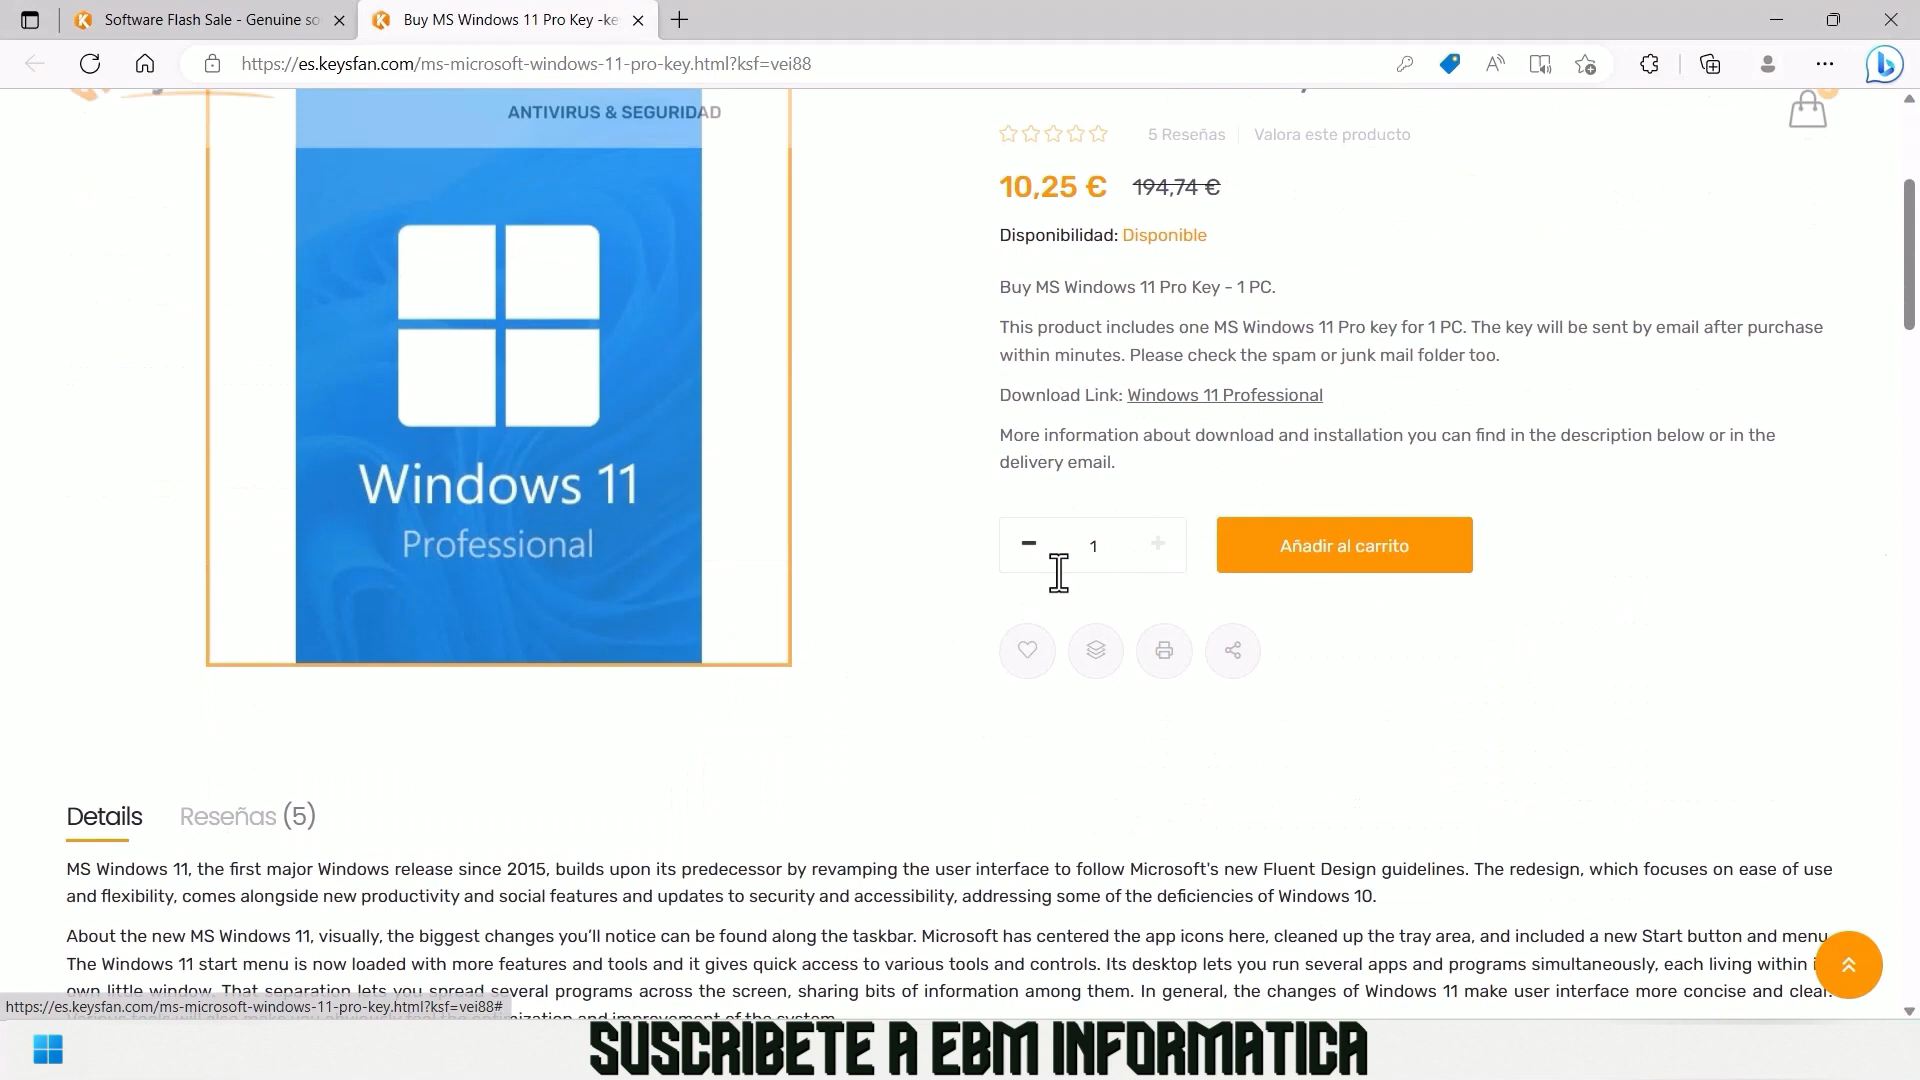 Software Flash Sale - Genuine so
Buy MS Windows 11 Pro Key -ke
https://es.keysfan.com/ms-microsoft-windows-11-pro-key.html?ksf=vei88
ANTIVIRUS & SEGURIDAD
Windows 11
Professional
5 Reseñas
Valora este producto
10,25 € 194,74 €
Disponibilidad: Disponible
Buy MS Windows 11 Pro Key - 1 PC.
This product includes one MS Windows 11 Pro key for 1 PC. The key will be sent by email after purchase
within minutes. Please check the spam or junk mail folder too.
Download Link: Windows 11 Professional
More information about download and installation you can find in the description below or in the
delivery email.
1
Añadir al carrito
Details Reseñas (5)
MS Windows 11, the first major Windows release since 2015, builds upon its predecessor by revamping the user interface to follow Microsoft's new Fluent Design guidelines. The redesign, which focuses on ease of use
and flexibility, comes alongside new productivity and social features and updates to security and accessibility, addressing some of the deficiencies of Windows 10.
About the new MS Windows 11, visually, the biggest changes you’ll notice can be found along the taskbar. Microsoft has centered the app icons here, cleaned up the tray area, and included a new Start button and menu.
The Windows 11 start menu is now loaded with more features and tools and it gives quick access to various tools and controls. Its desktop lets you run several apps and programs simultaneously, each living within
own little window. That separation lets you spread several programs across the screen, sharing bits of information among them. In general, the changes of Windows 11 make user interface more concise and clear.
https://es.keysfan.com/ms-microsoft-windows-11-pro-key.html?ksf=vei88#
SUSCRIBETE A EBM INFORMATICA